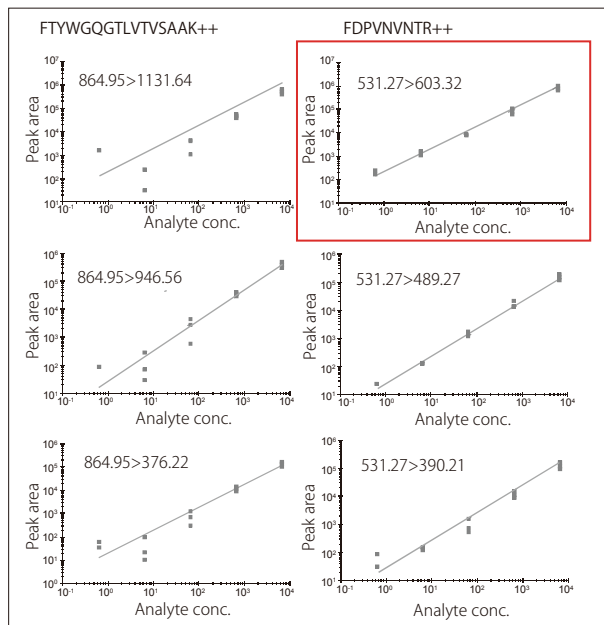 FTYWGQGTLVTVSAAK++
FDPVNVNTR++
864.95>1131.64
Peak area
10⁷
10⁶
10⁵
10⁴
10³
10²
10¹
10⁻¹ 10⁰ 10¹ 10² 10³ 10⁴
Analyte conc.
531.27>603.32
Peak area
10⁷
10⁶
10⁵
10⁴
10³
10²
10¹
10⁻¹ 10⁰ 10¹ 10² 10³ 10⁴
Analyte conc.
864.95>946.56
Peak area
10⁶
10⁵
10⁴
10³
10²
10¹
10⁻¹ 10⁰ 10¹ 10² 10³ 10⁴
Analyte conc.
531.27>489.27
Peak area
10⁶
10⁵
10⁴
10³
10²
10¹
10⁻¹ 10⁰ 10¹ 10² 10³ 10⁴
Analyte conc.
864.95>376.22
Peak area
10⁶
10⁵
10⁴
10³
10²
10¹
10⁰
10⁻¹ 10⁰ 10¹ 10² 10³ 10⁴
Analyte conc.
531.27>390.21
Peak area
10⁶
10⁵
10⁴
10³
10²
10¹
10⁻¹ 10⁰ 10¹ 10² 10³ 10⁴
Analyte conc.